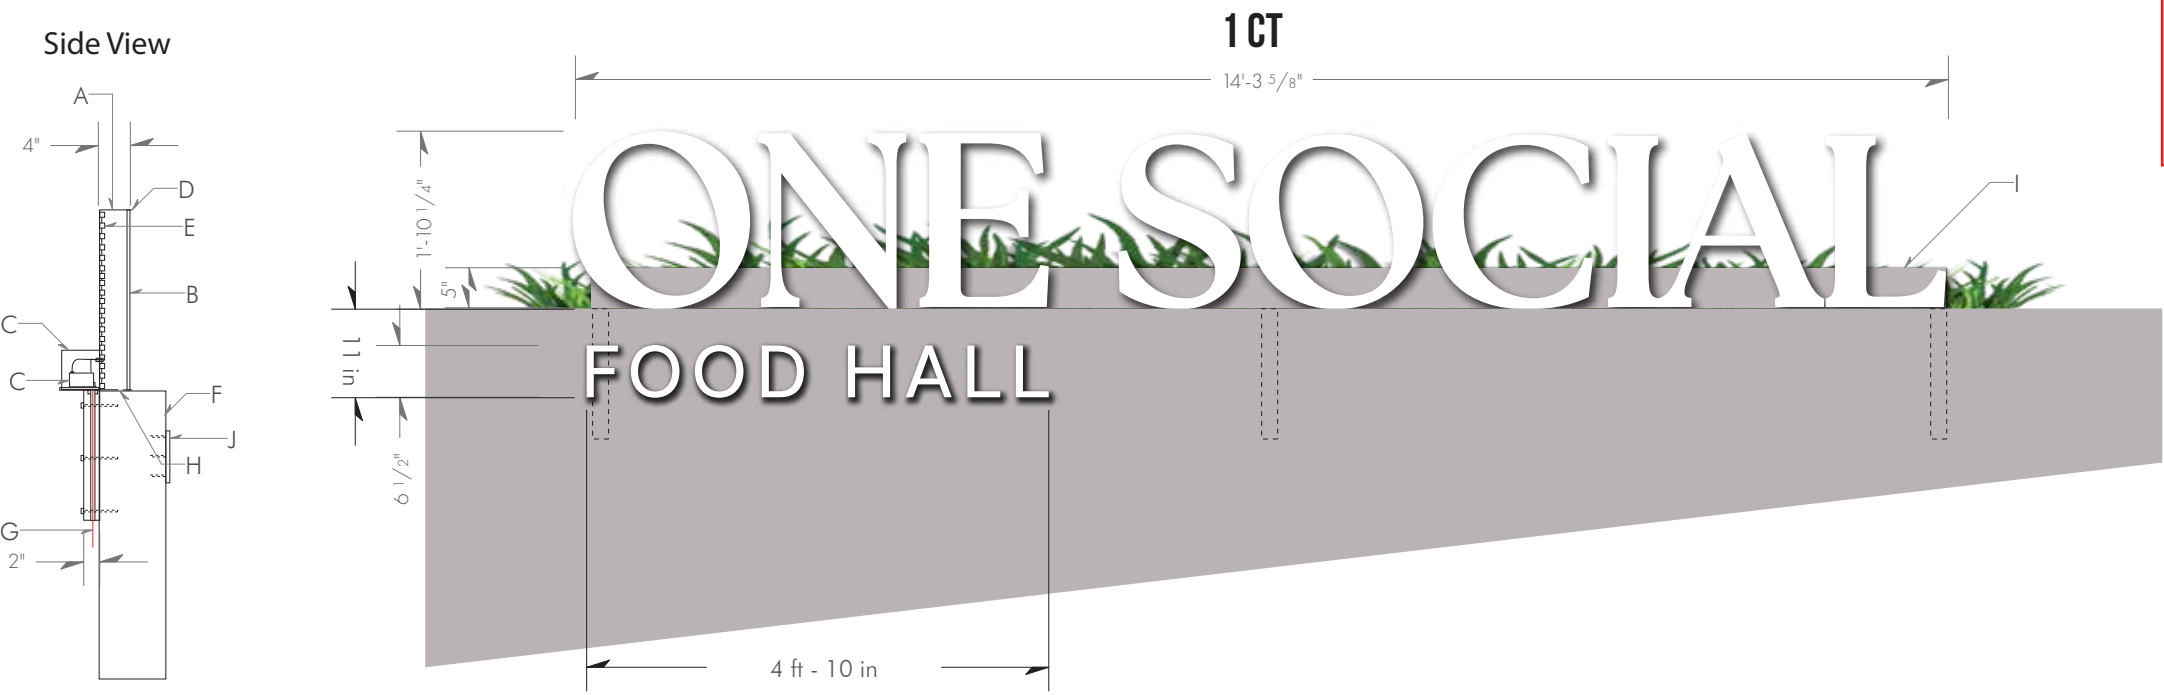 1 CT
Side View
14'-3 5/8"
A
4"
D
E
B
C
C
F
J
H
G
2"
1'-10 1/4"
5"
11 in
6 1/2"
I
ONE SOCIAL
FOOD HALL
4 ft - 10 in